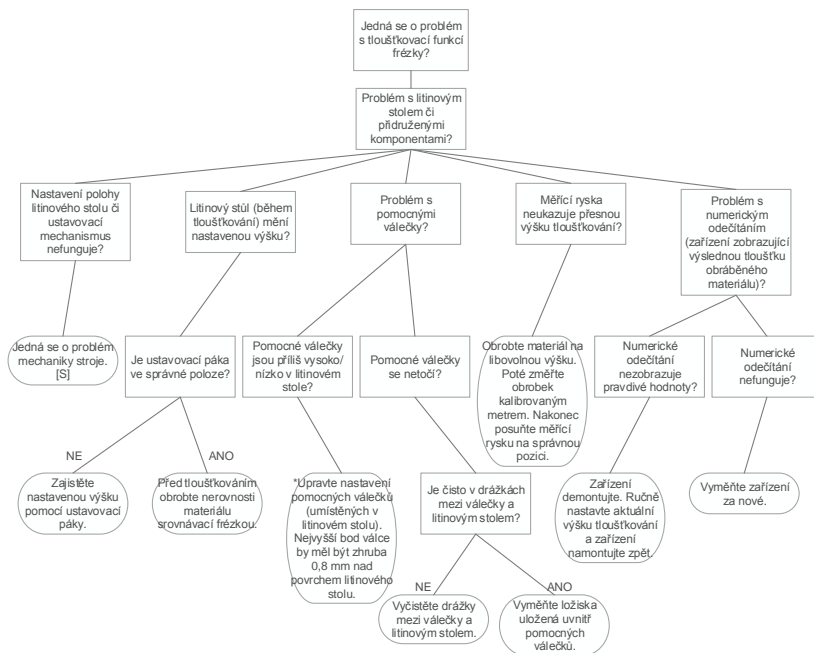 Jedná se o problém
s tloušťkovací funkcí
frézky?
Problém s litinovým
stolem či
přidruženými
komponentami?
Nastavení polohy
litinového stolu či
ustavovací
mechanismus
nefunguje?
Litinový stůl (během
tloušťkování) mění
nastavenou výšku?
Problém s
pomocnými
válečky?
Měřící ryska
neukazuje přesnou
výšku tloušťkování?
Problém s
numerickým
odečítáním
(zařízení zobrazující
výslednou tloušťku
obráběného
materiálu)?
Jedná se o problém
mechaniky stroje.
[S]
Je ustavovací páka
ve správné poloze?
Pomocné válečky
jsou příliš vysoko/
nízko v litinovém
stole?
Pomocné válečky
se netočí?
Obrobte materiál na
libovolnou výšku.
Poté změřte
obrobek
kalibrovaným
metrem. Nakonec
posuňte měřící
rysku na správnou
pozici.
Numerické
odečítání
nezobrazuje
pravdivé hodnoty?
Numerické
odečítání
nefunguje?
NE
ANO
Zajistěte
nastavenou výšku
pomocí ustavovací
páky.
Před tloušťkováním
obrobte nerovnosti
materiálu
srovnávací frézkou.
*Upravte nastavení
pomocných válečků
(umístěných v
litinovém stolu).
Nejvyšší bod válce
by měl být zhruba
0,8 mm nad
povrchem litinového
stolu.
Je čisto v drážkách
mezi válečky a
litinovým stolem?
Zařízení
demontujte. Ručně
nastavte aktuální
výšku tloušťkování
a zařízení
namontujte zpět.
Vyměňte zařízení
za nové.
NE
ANO
Vyčistěte drážky
mezi válečky a
litinovým stolem.
Vyměňte ložiska
uložená uvnitř
pomocných
válečků.